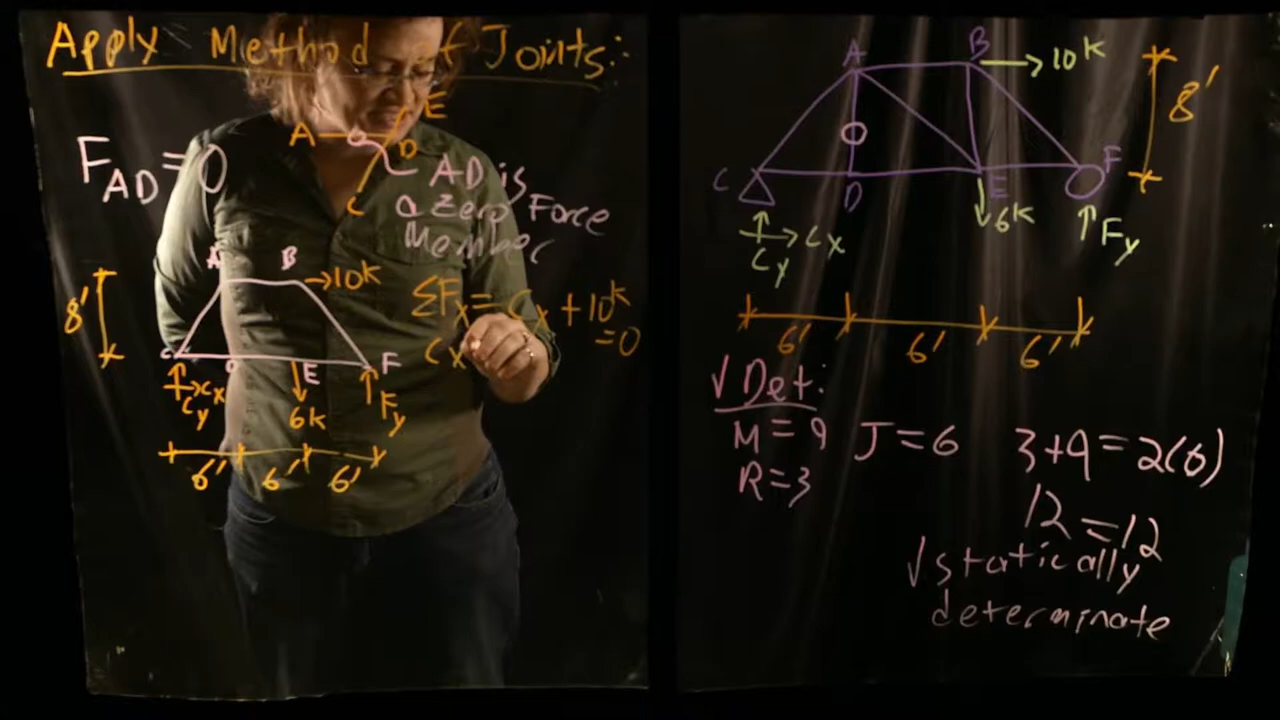 Apply Method of Joints:
F_AD = 0
A E D C
AD is
a Zero Force
Member
A B →10k
8'
C D E F
Cx
Cy 6k Fy
6' 6' 6'
ΣFx = Cx + 10k
= 0
Cx
A B → 10k
8'
C D E F
Cx 6k Fy
Cy
6' 6' 6'
√ Det:
M = 9 J = 6 3+9 = 2(6)
R = 3
12 = 12
√ statically
determinate